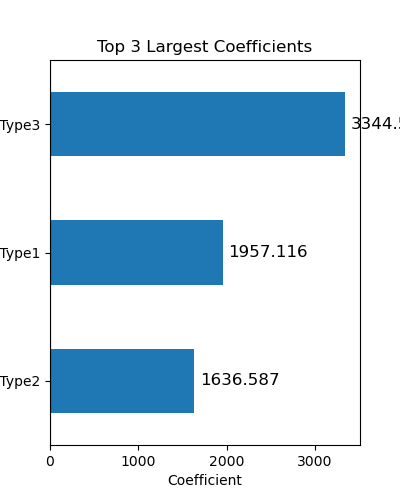 Top 3 Largest Coefficients
Type3
3344.5
Type1
1957.116
Type2
1636.587
0
1000
2000
3000
Coefficient